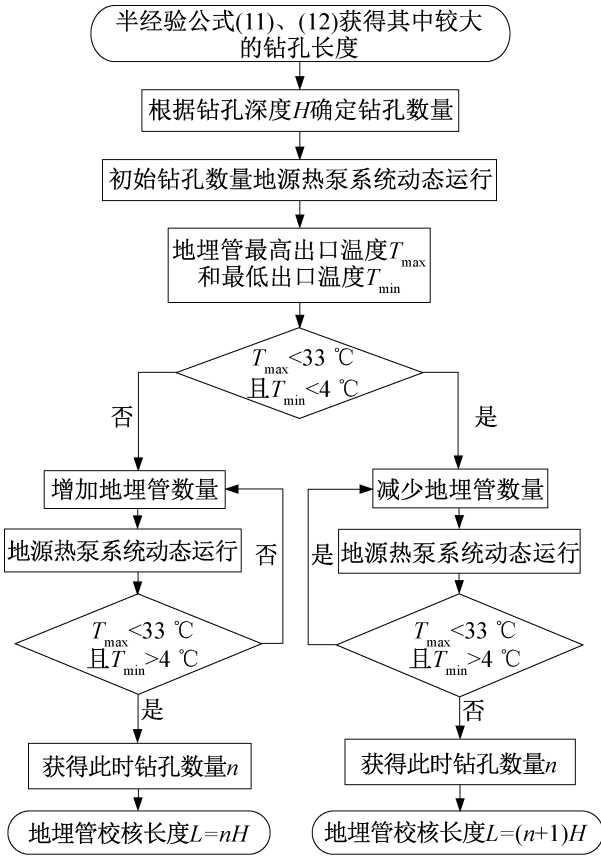 半经验公式(11)、(12)获得其中较大
的钻孔长度
根据钻孔深度H确定钻孔数量
初始钻孔数量地源热泵系统动态运行
地埋管最高出口温度Tmax
和最低出口温度Tmin
Tmax<33 ℃
且Tmin<4 ℃
否
是
增加地埋管数量
减少地埋管数量
地源热泵系统动态运行
否
是
地源热泵系统动态运行
Tmax<33 ℃
且Tmin>4 ℃
Tmax<33 ℃
且Tmin>4 ℃
是
否
获得此时钻孔数量n
获得此时钻孔数量n
地埋管校核长度L=nH
地埋管校核长度L=(n+1)H